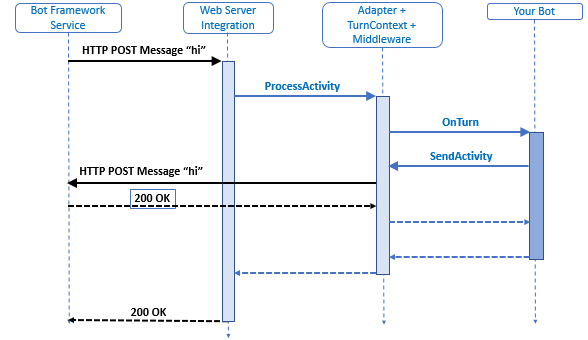 Bot Framework
Service
Web Server
Integration
Adapter +
TurnContext +
Middleware
Your Bot
HTTP POST Message “hi”
ProcessActivity
OnTurn
SendActivity
HTTP POST Message “hi”
200 OK
200 OK